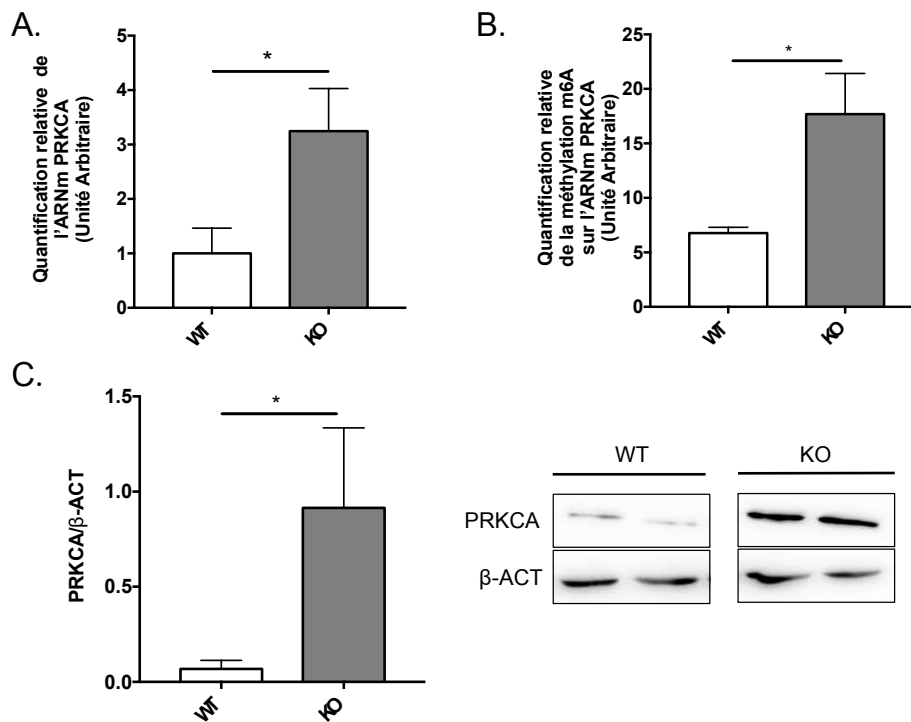 A.
Quantification relative de
l'ARNm PRKCA
(Unité Arbitraire)
5
4
3
2
1
0
*
WT
KO
B.
Quantification relative
de la méthylation m6A
sur l'ARNm PRKCA
(Unité Arbitraire)
25
20
15
10
5
0
*
WT
KO
C.
PRKCA/β-ACT
1.5
1.0
0.5
0.0
*
WT
KO
WT
KO
PRKCA
β-ACT